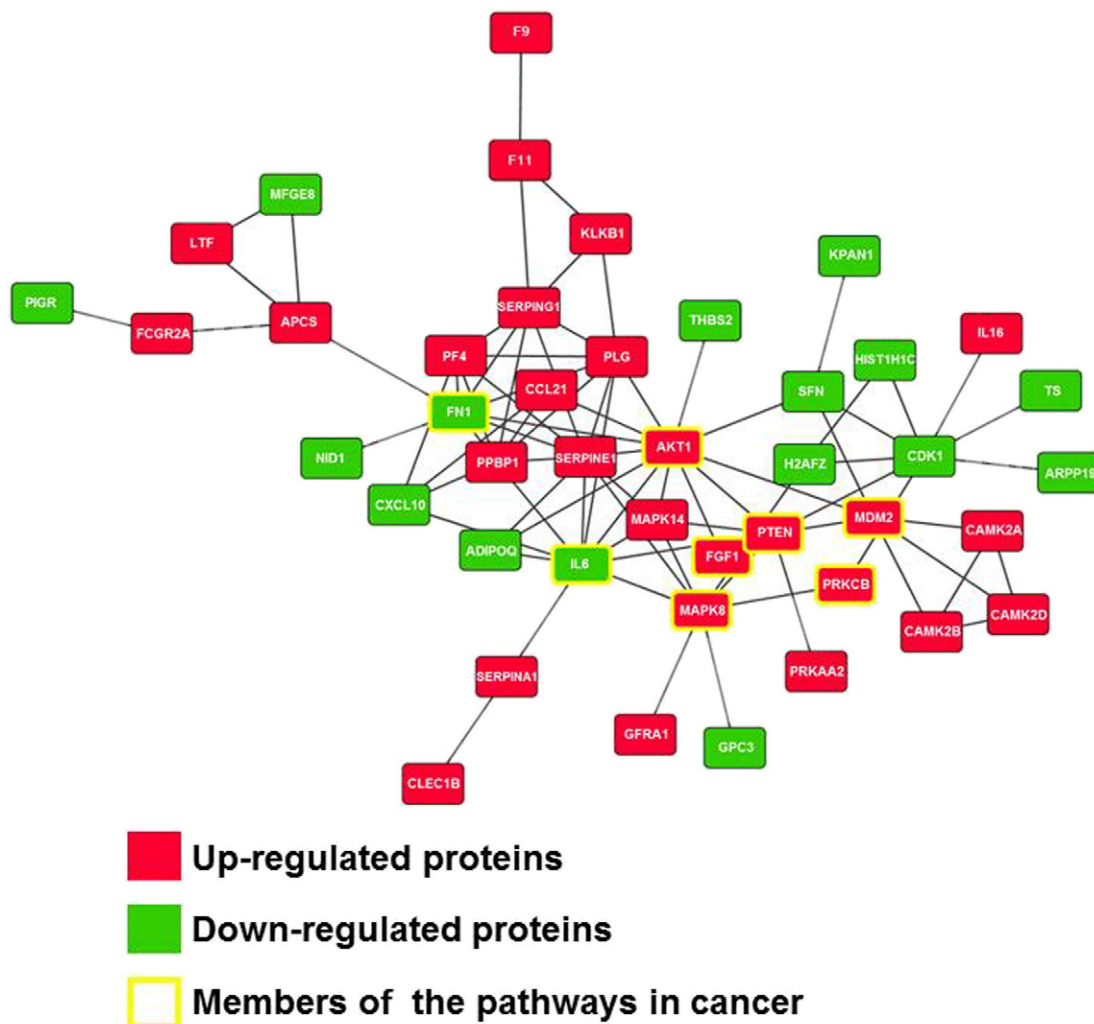 F9
F11
MFGE8
LTF
KLKB1
KPAN1
PIGR
SERPING1
THBS2
APCS
FCGR2A
IL16
PF4
PLG
HIST1H1C
CCL21
SFN
TS
FN1
AKT1
NID1
PPBP1
SERPINE1
H2AFZ
CDK1
ARPP19
CXCL10
MAPK14
PTEN
MDM2
CAMK2A
ADIPOQ
IL6
FGF1
PRKCB
MAPK8
CAMK2D
CAMK2B
SERPINA1
PRKAA2
GFRA1
GPC3
CLEC1B
Up-regulated proteins
Down-regulated proteins
Members of the pathways in cancer